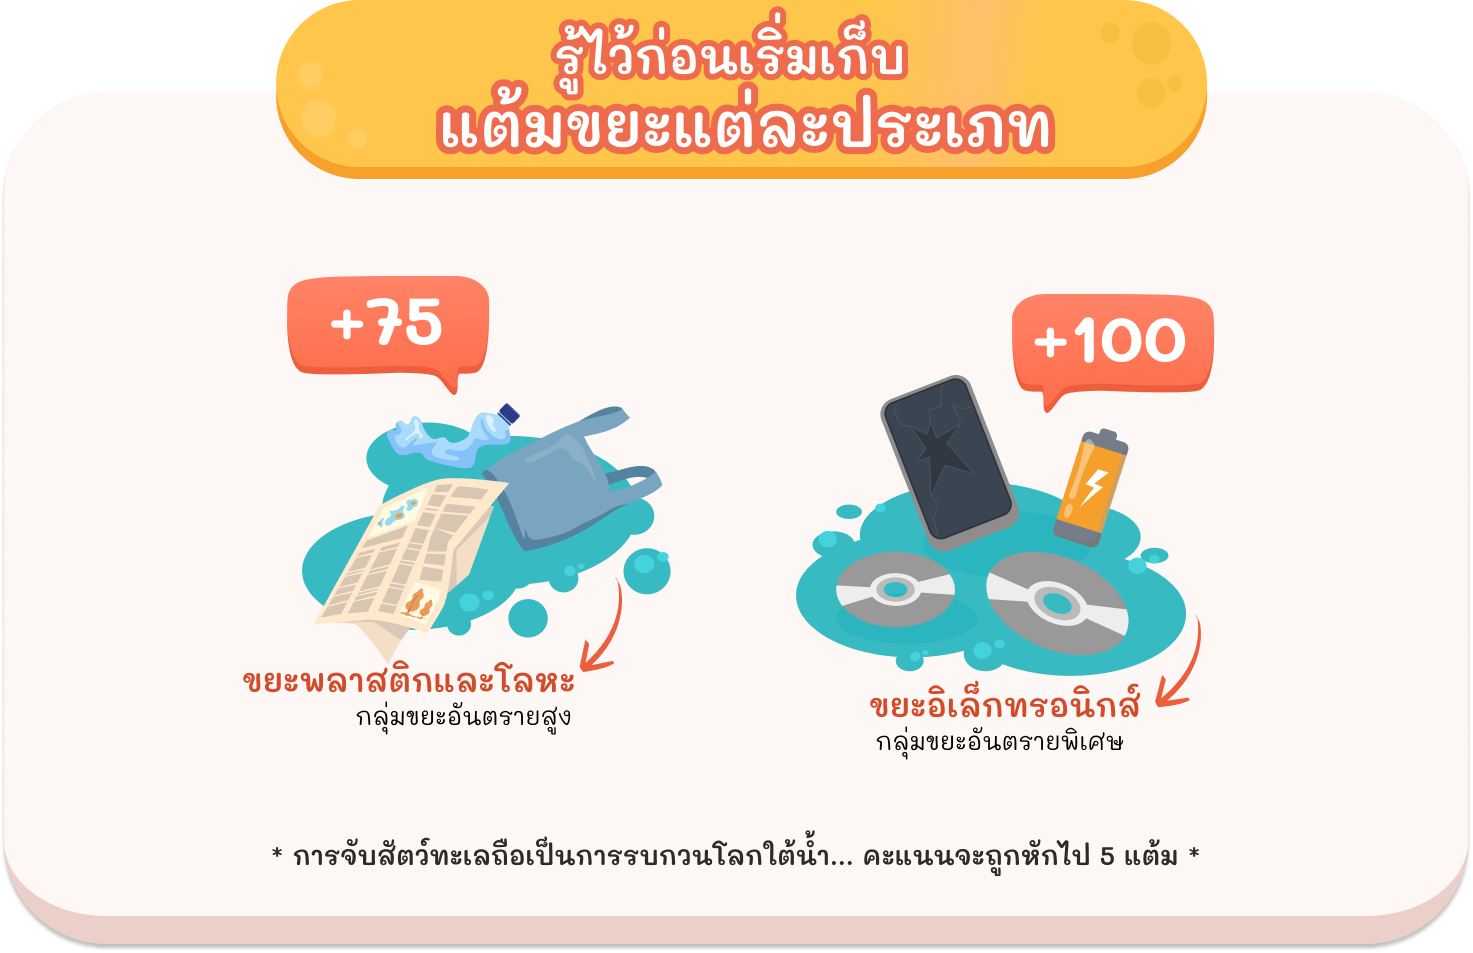 รู้ไว้ก่อนเริ่มเก็บ
แต้มขยะแต่ละประเภท
+75
+100
ขยะพลาสติกและโลหะ
กลุ่มขยะอันตรายสูง
ขยะอิเล็กทรอนิกส์
กลุ่มขยะอันตรายพิเศษ
* การจับสัตว์ทะเลถือเป็นการรบกวนโลกใต้น้ำ... คะแนนจะถูกหักไป 5 แต้ม *